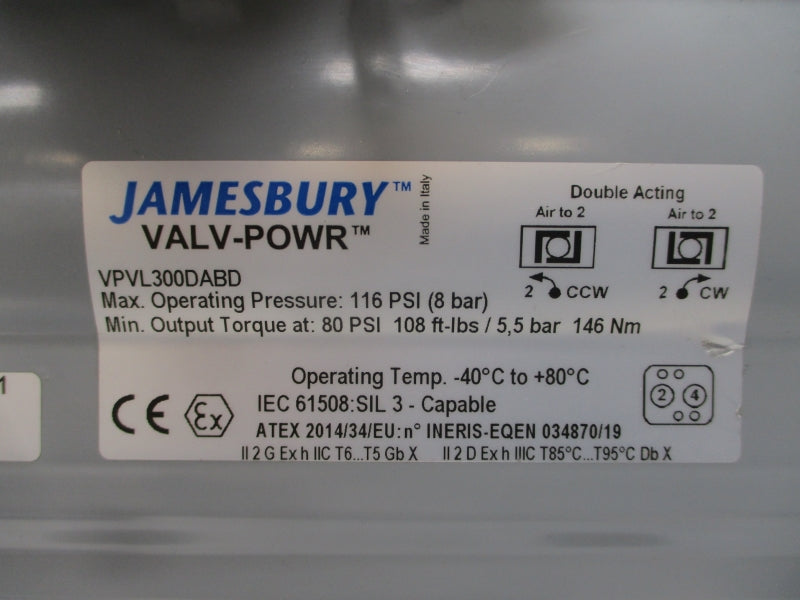 JAMESBURY™
VALV-POWR™
Made in Italy
Double Acting
Air to 2
Air to 2
2 CCW
2 CW
VPVL300DABD
Max. Operating Pressure: 116 PSI (8 bar)
Min. Output Torque at: 80 PSI 108 ft-lbs / 5,5 bar 146 Nm
Operating Temp. -40°C to +80°C
IEC 61508:SIL 3 - Capable
2 4
CE Ex
ATEX 2014/34/EU:n° INERIS-EQEN 034870/19
II 2 G Ex h IIC T6...T5 Gb X II 2 D Ex h IIIC T85°C...T95°C Db X
1